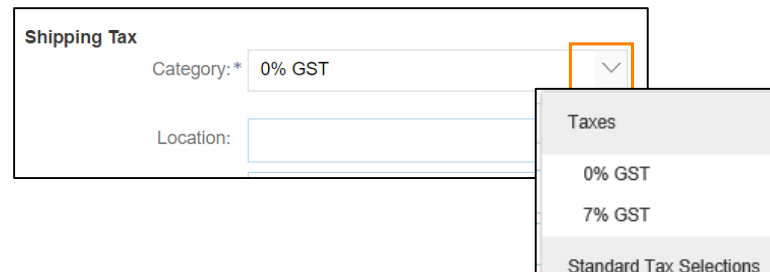 Shipping Tax
Category:* 0% GST
Location:
Taxes
0% GST
7% GST
Standard Tax Selections